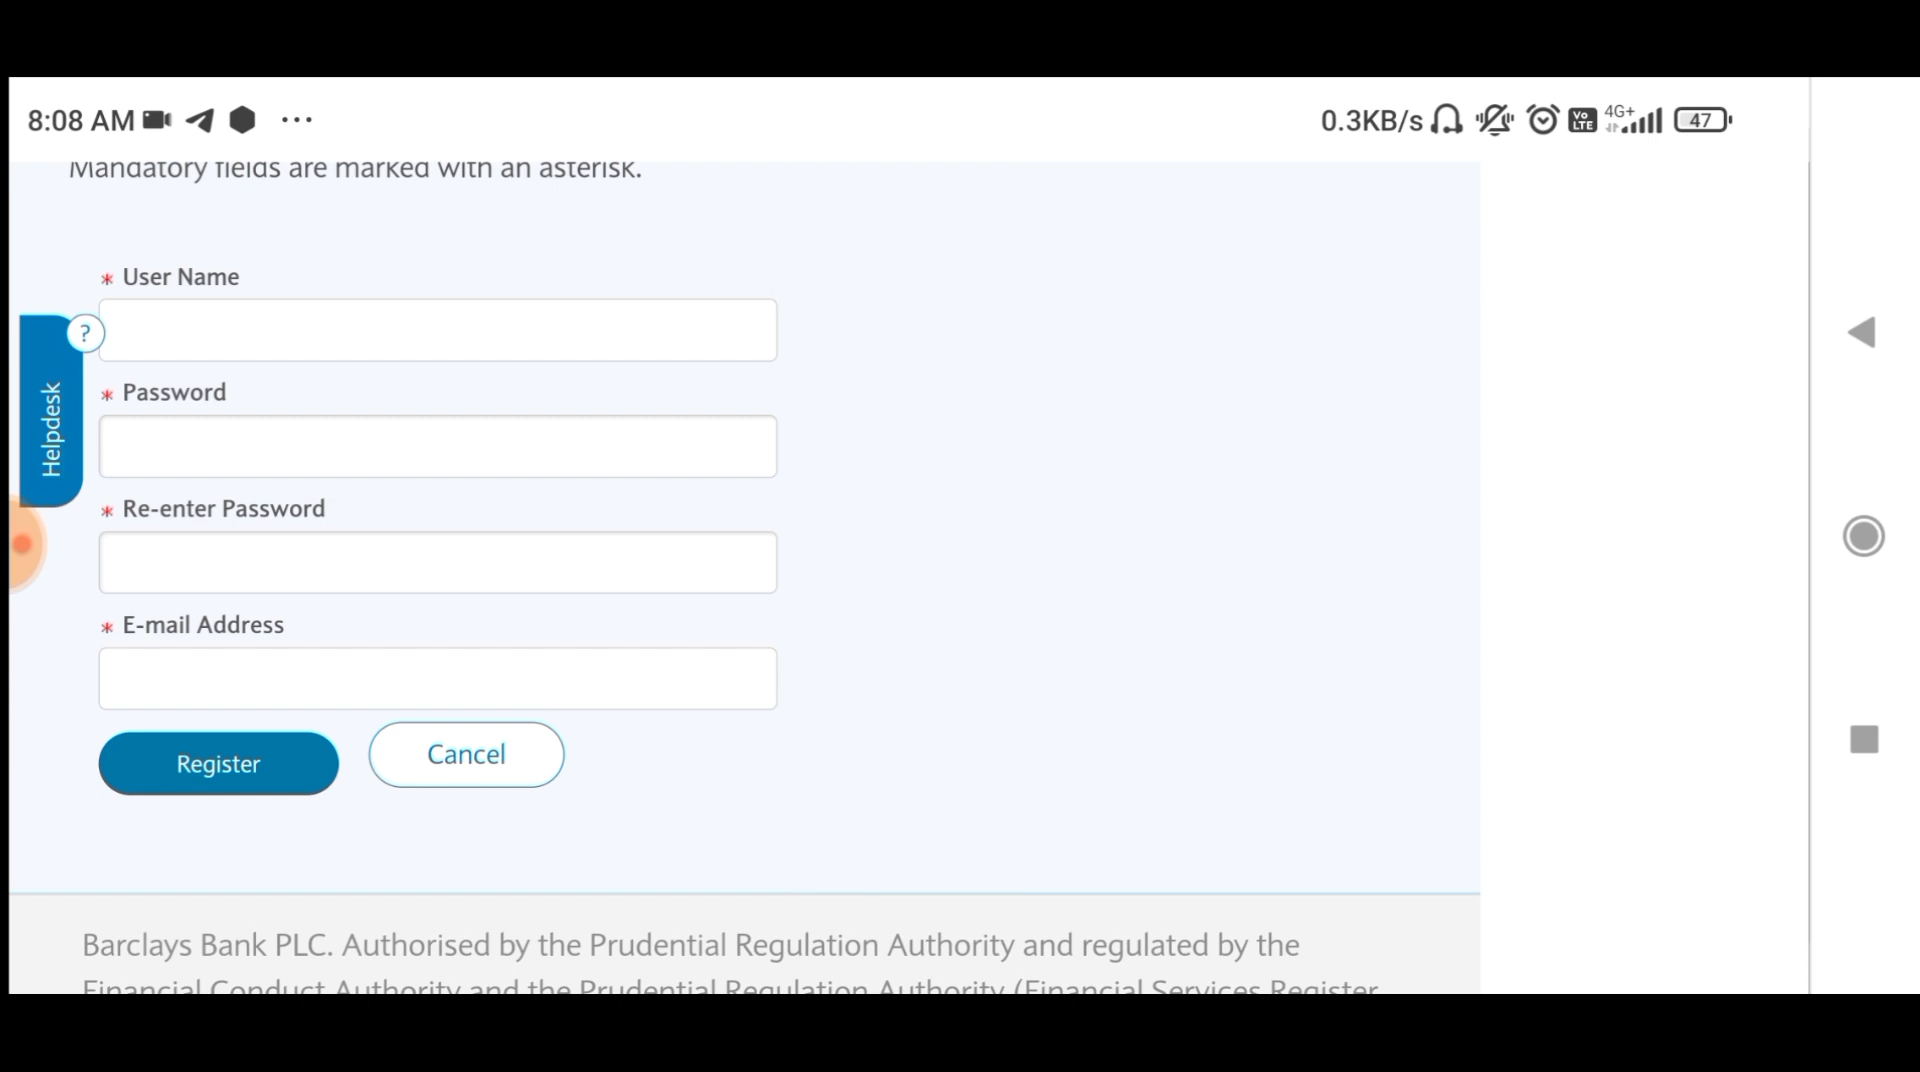 8:08 AM ... 0.3KB/s Vo LTE 4G+ 47
Mandatory fields are marked with an asterisk.
* User Name
?
* Password
Helpdesk
* Re-enter Password
* E-mail Address
Register Cancel
Barclays Bank PLC. Authorised by the Prudential Regulation Authority and regulated by the
Financial Conduct Authority and the Prudential Regulation Authority (Financial Services Register